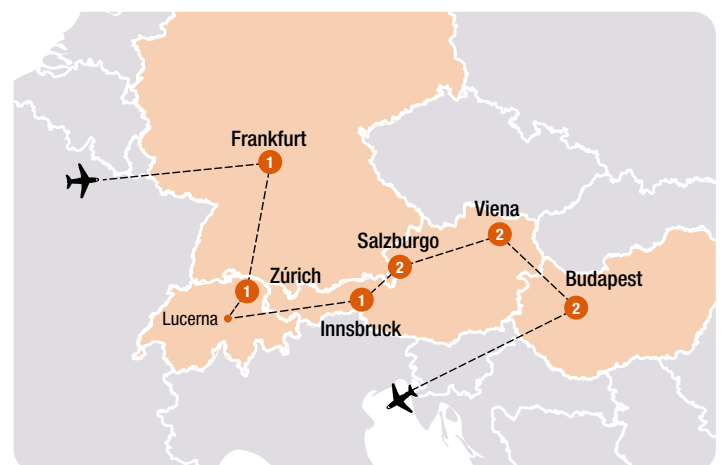 Frankfurt
1
Viena
2
Salzburgo
2
Zúrich
1
Budapest
2
Innsbruck
1
Lucerna